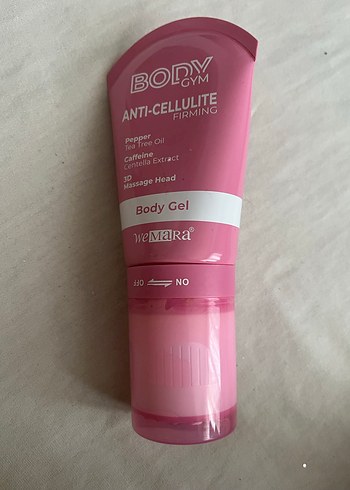 BODY
GYM
ANTI-CELLULITE
FIRMING
Pepper
Tea Tree Oil
Caffeine
Centella Extract
3D
Massage Head
Body Gel
WeMaRa®
OFF ON